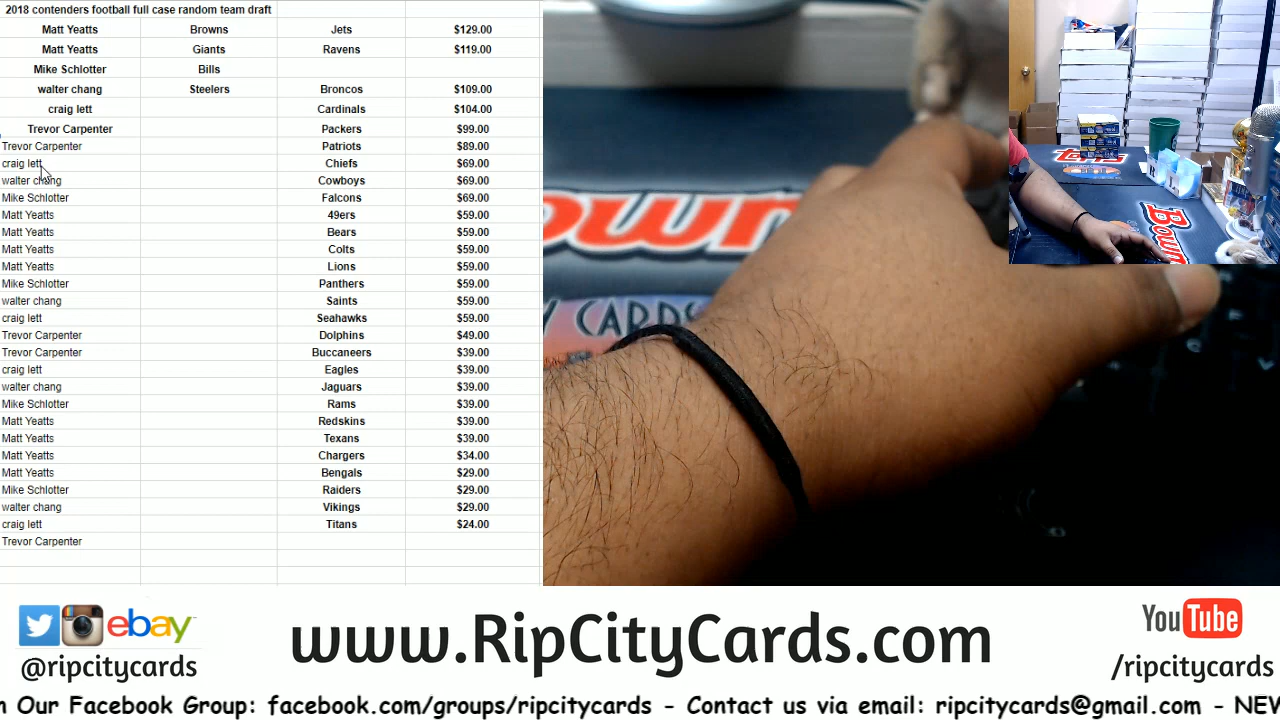 2018 contenders football full case random team draft
Matt Yeatts Browns Jets $129.00
Matt Yeatts Giants Ravens $119.00
Mike Schlotter Bills
walter chang Steelers Broncos $109.00
craig lett Cardinals $104.00
Trevor Carpenter Packers $99.00
Trevor Carpenter Patriots $89.00
craig lett Chiefs $69.00
walter chang Cowboys $69.00
Mike Schlotter Falcons $69.00
Matt Yeatts 49ers $59.00
Matt Yeatts Bears $59.00
Matt Yeatts Colts $59.00
Matt Yeatts Lions $59.00
Mike Schlotter Panthers $59.00
walter chang Saints $59.00
craig lett Seahawks $59.00
Trevor Carpenter Dolphins $49.00
Trevor Carpenter Buccaneers $39.00
craig lett Eagles $39.00
walter chang Jaguars $39.00
Mike Schlotter Rams $39.00
Matt Yeatts Redskins $39.00
Matt Yeatts Texans $39.00
Matt Yeatts Chargers $34.00
Matt Yeatts Bengals $29.00
Mike Schlotter Raiders $29.00
walter chang Vikings $29.00
craig lett Titans $24.00
Trevor Carpenter
Bown
Y CARDS
Bown
ebay
@ripcitycards
www.RipCityCards.com
YouTube
/ripcitycards
n Our Facebook Group: facebook.com/groups/ripcitycards - Contact us via email: ripcitycards@gmail.com - NEW